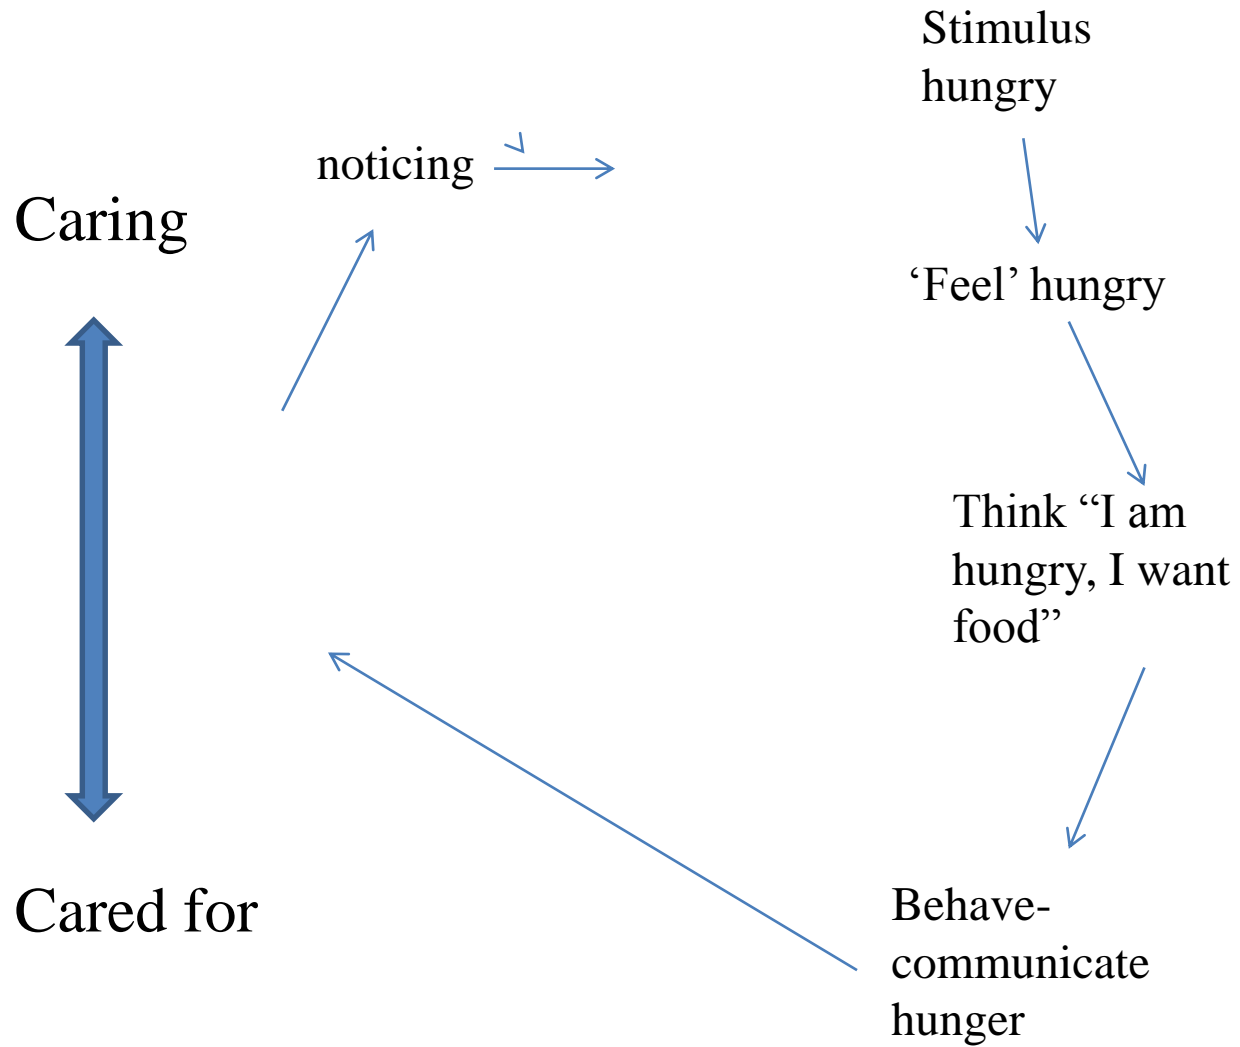 Stimulus
hungry
noticing
Caring
‘Feel’ hungry
Think “I am
hungry, I want
food”
Cared for
Behave-
communicate
hunger